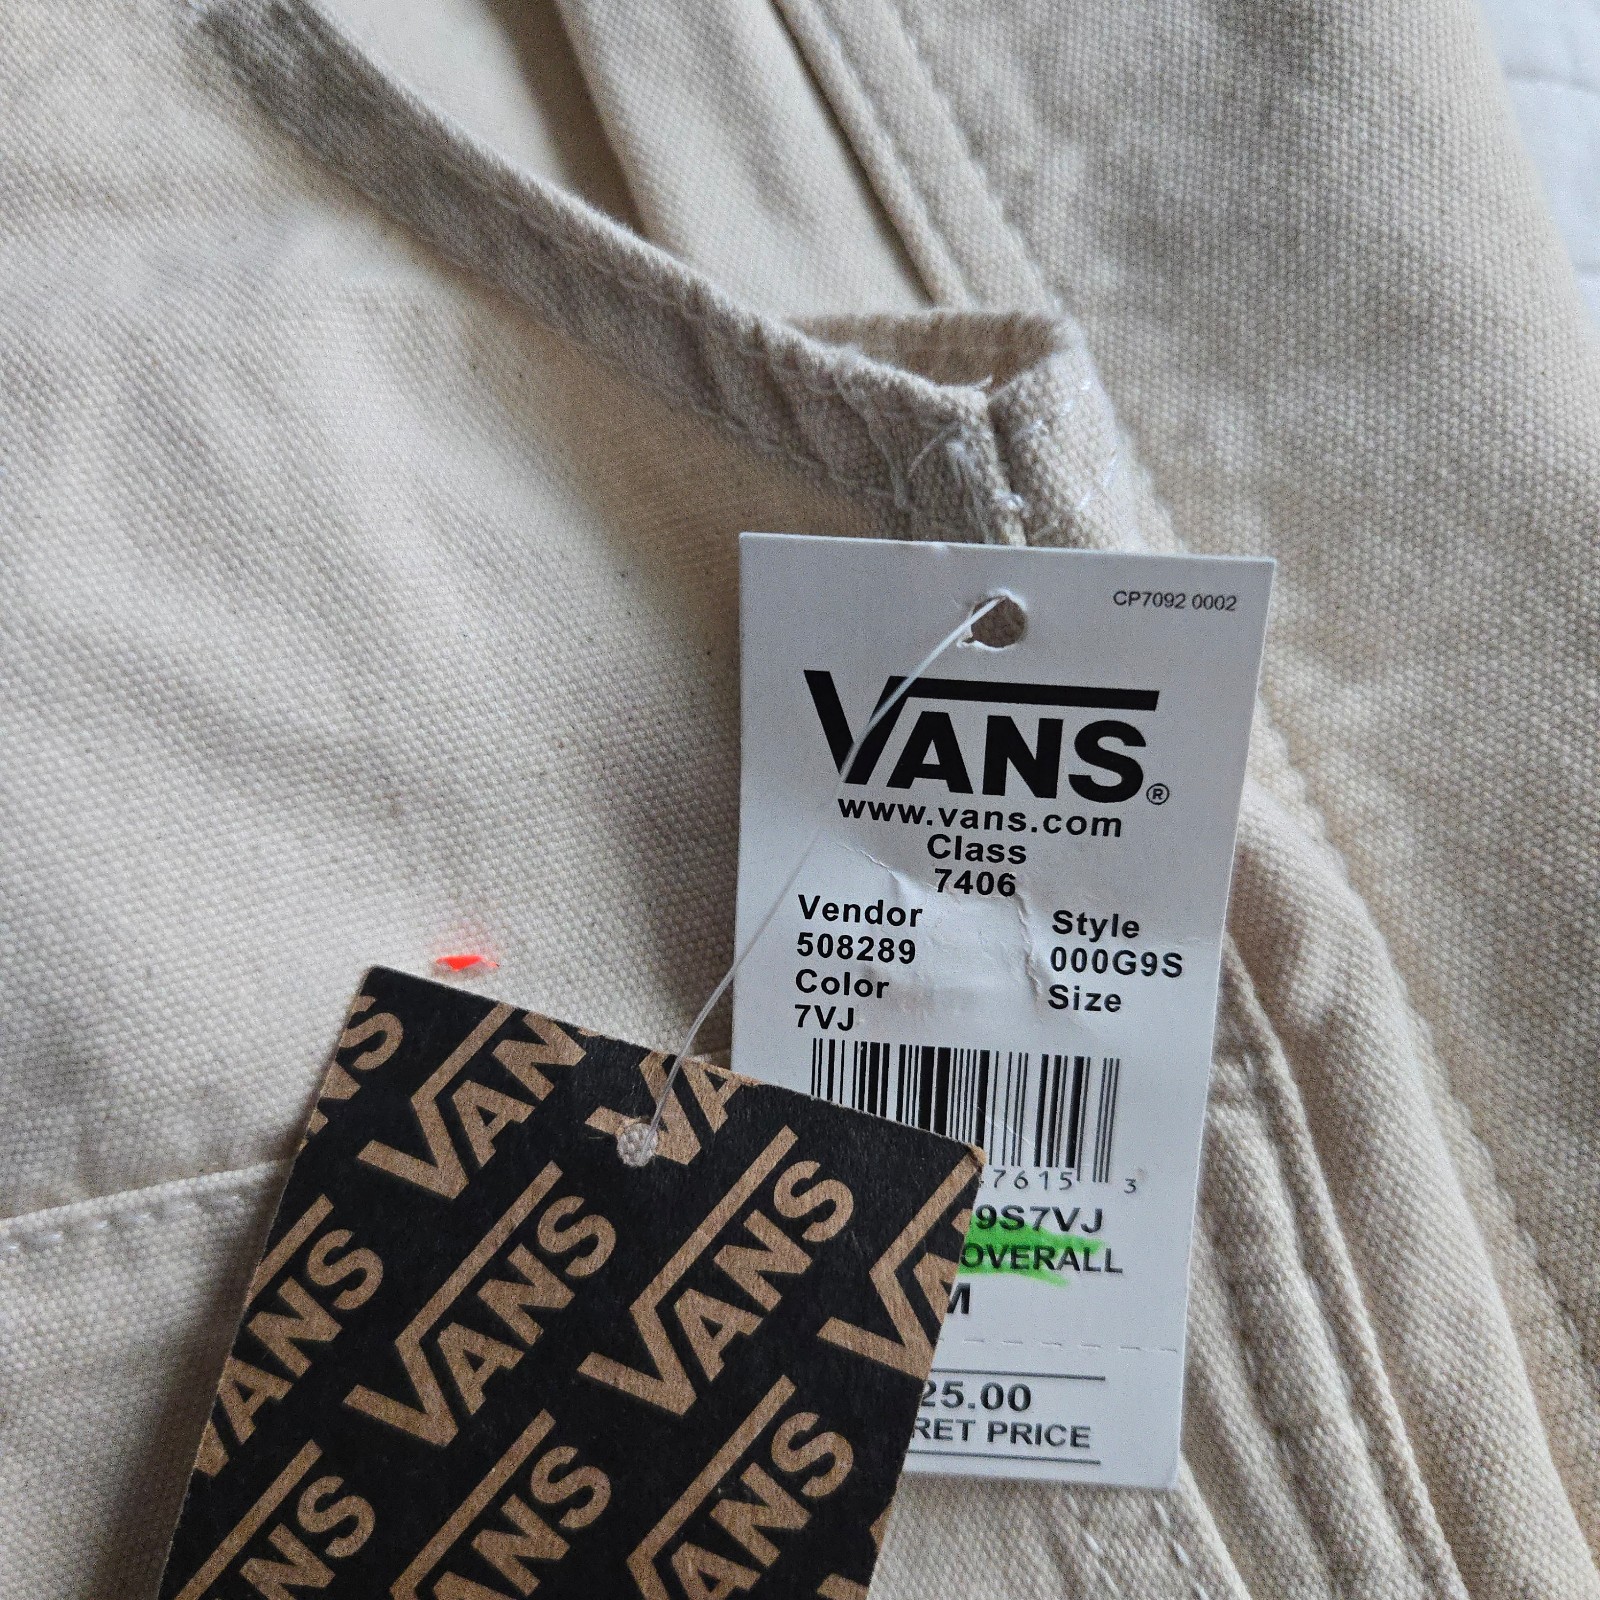 CP7092 0002
VANS®
www.vans.com
Class
7406
Vendor
Style
508289
000G9S
Color
Size
7VJ
7615 3
9S7VJ
OVERALL
M
25.00
RET PRICE
VANS
VANS
VANS
VANS
VANS
VANS
VANS
VANS